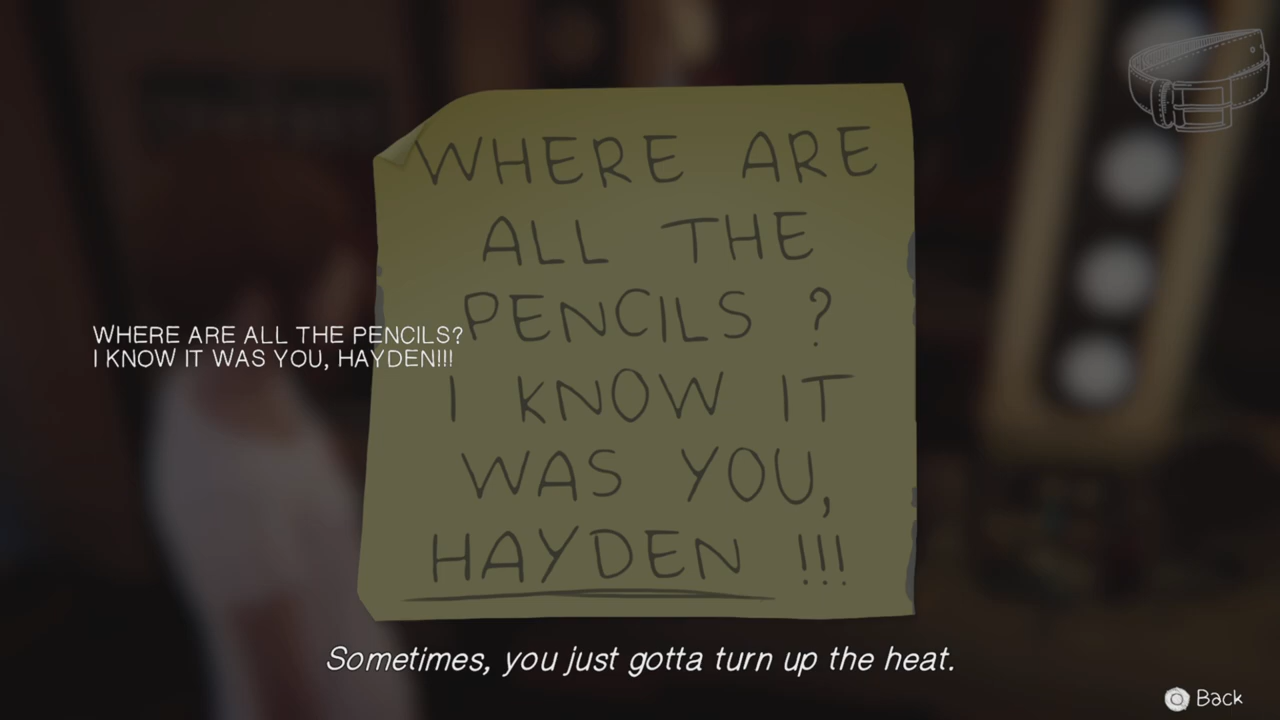 WHERE ARE
ALL THE
PENCILS ?
I KNOW IT
WAS YOU,
HAYDEN !!!
WHERE ARE ALL THE PENCILS?
I KNOW IT WAS YOU, HAYDEN!!!
Sometimes, you just gotta turn up the heat.
Back